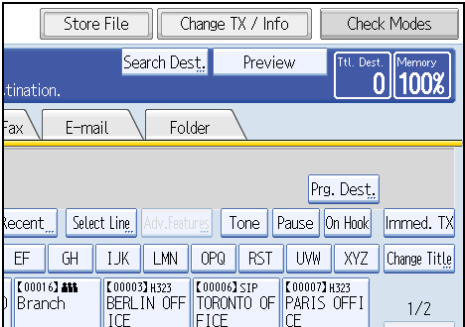 Store File Change TX / Info Check Modes
Search Dest. Preview Ttl. Dest. Memory
tination. 0 100%
Fax E-mail Folder
Prg. Dest.
Recent Select Line Adv.Features Tone Pause On Hook Immed. TX
EF GH IJK LMN OPQ RST UVW XYZ Change Title
【00016】 【00003】H323 【00006】SIP 【00007】H323
Branch BERLIN OFF TORONTO OF PARIS OFFI 1/2
ICE FFICE CE